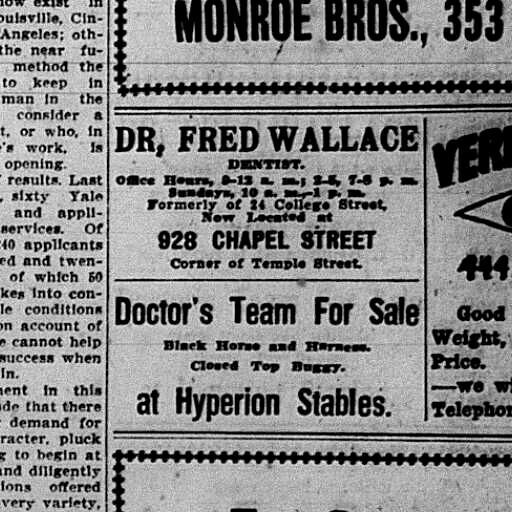 now exist in
ouisville, Cin-
Angeles; oth-
the near fu-
method the
to keep in
man in the
consider a
t, or who, in
's work, is
opening.
results. Last
, sixty Yale
and appli-
services. Of
240 applicants
ed and twen-
of which 50
kes into con-
le conditions
on account of
e cannot help
success when
in.
ment in this
de that there
demand for
racter, pluck
g to begin at
and diligently
ions offered
very variety,
MONROE BROS., 353
DR, FRED WALLACE
DENTIST.
Office Hours, 9-12 a. m.; 2-5, 7-8 p. m.
Sundays, 10 a. m.-1 p. m.
Formerly of 24 College Street,
Now Located at
928 CHAPEL STREET
Corner of Temple Street.
Doctor's Team For Sale
Black Horse and Harness.
Closed Top Buggy.
at Hyperion Stables.
444
Good
Weight,
Price.
—we wi
Telephon